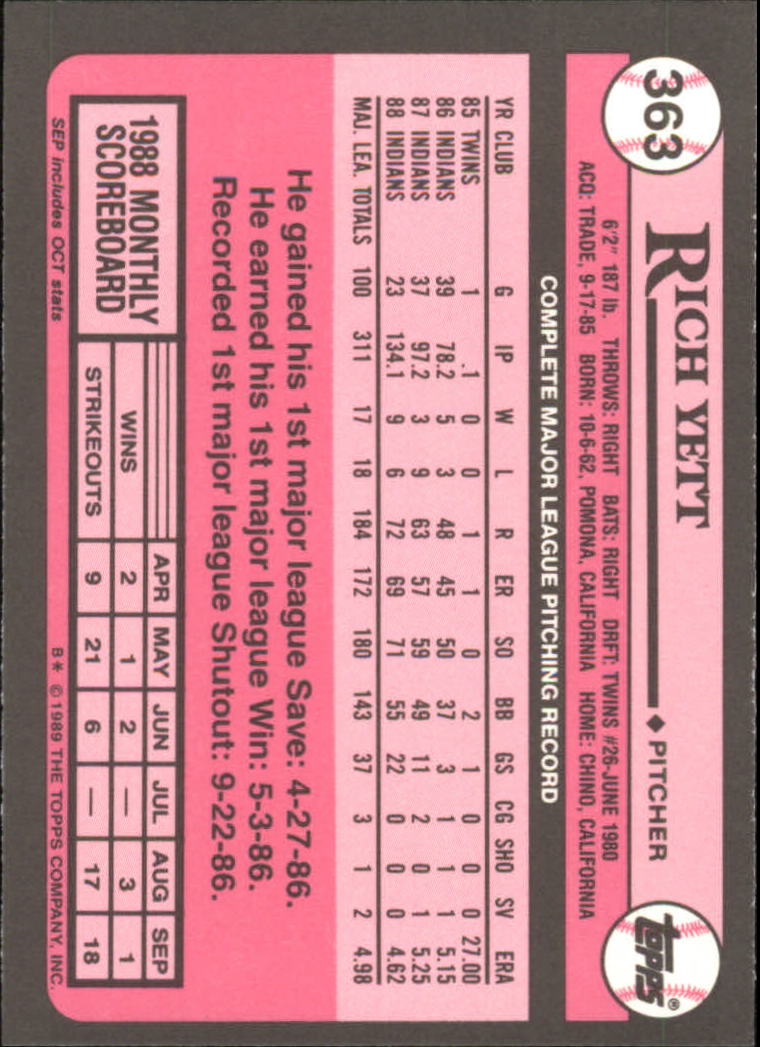 363
RICH YETT ◆ PITCHER
topps®
6'2" 187 lb. THROWS: RIGHT BATS: RIGHT DRFT: TWINS #26-JUNE 1980
ACQ: TRADE, 9-17-85 BORN: 10-6-62, POMONA, CALIFORNIA HOME: CHINO, CALIFORNIA
COMPLETE MAJOR LEAGUE PITCHING RECORD
YR CLUB G IP W L R ER SO BB GS CG SHO SV ERA
85 TWINS 1 .1 0 0 1 1 0 2 1 0 0 0 27.00
86 INDIANS 39 78.2 5 3 48 45 50 37 3 1 1 1 5.15
87 INDIANS 37 97.2 3 9 63 57 59 49 11 2 0 1 5.25
88 INDIANS 23 134.1 9 6 72 69 71 55 22 0 0 0 4.62
MAJ. LEA. TOTALS 100 311 17 18 184 172 180 143 37 3 1 2 4.98
He gained his 1st major league Save: 4-27-86.
He earned his 1st major league Win: 5-3-86.
Recorded 1st major league Shutout: 9-22-86.
1988 MONTHLY
SCOREBOARD
APR MAY JUN JUL AUG SEP
WINS 2 1 2 — 3 1
STRIKEOUTS 9 21 6 — 17 18
SEP includes OCT stats
B* ©1989 THE TOPPS COMPANY, INC.